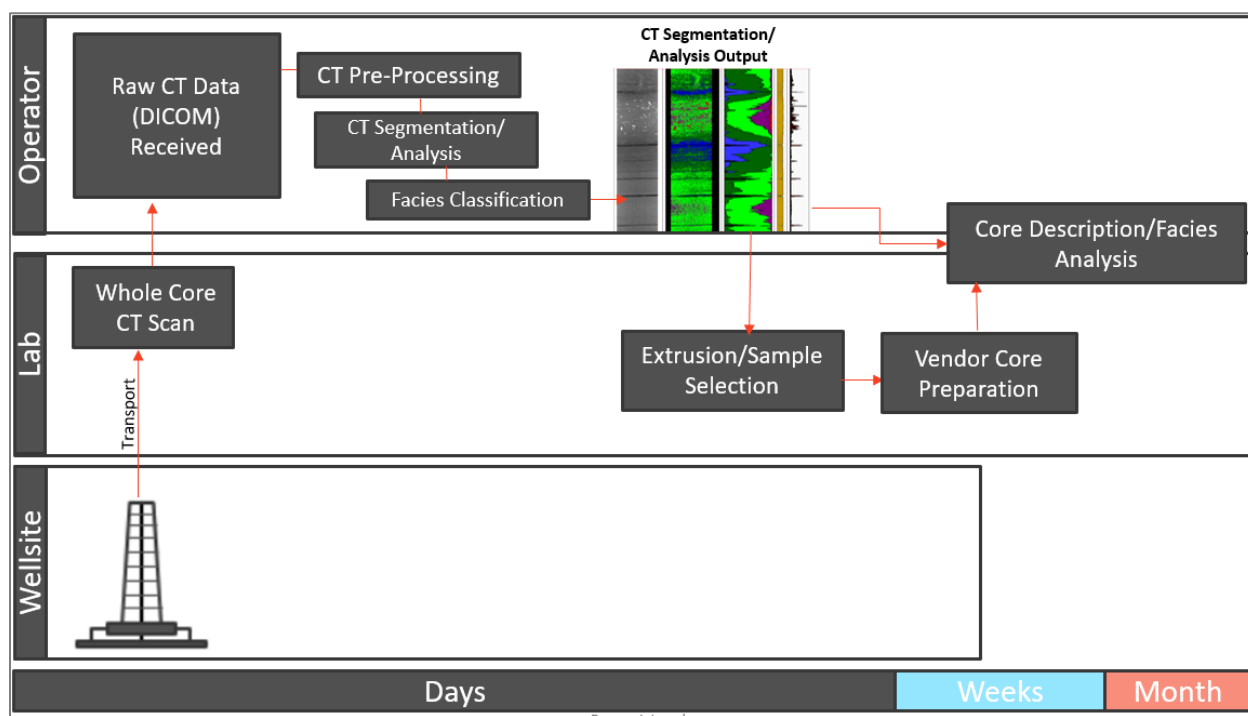 Operator
Raw CT Data
(DICOM)
Received
CT Pre-Processing
CT Segmentation/
Analysis
Facies Classification
CT Segmentation/
Analysis Output
Core Description/Facies
Analysis
Lab
Whole Core
CT Scan
Extrusion/Sample
Selection
Vendor Core
Preparation
Transport
Wellsite
Days
Weeks
Month